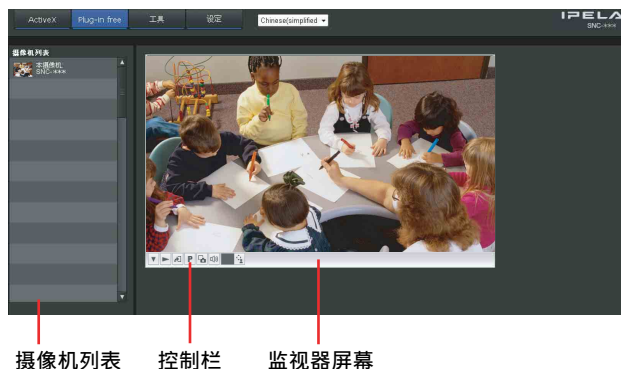 ActiveX Plug-in free 工具 设定 Chinese(simplified IPELA
SNC-***
摄像机列表
本摄像机:
SNC-***
P
摄像机列表 控制栏 监视器屏幕